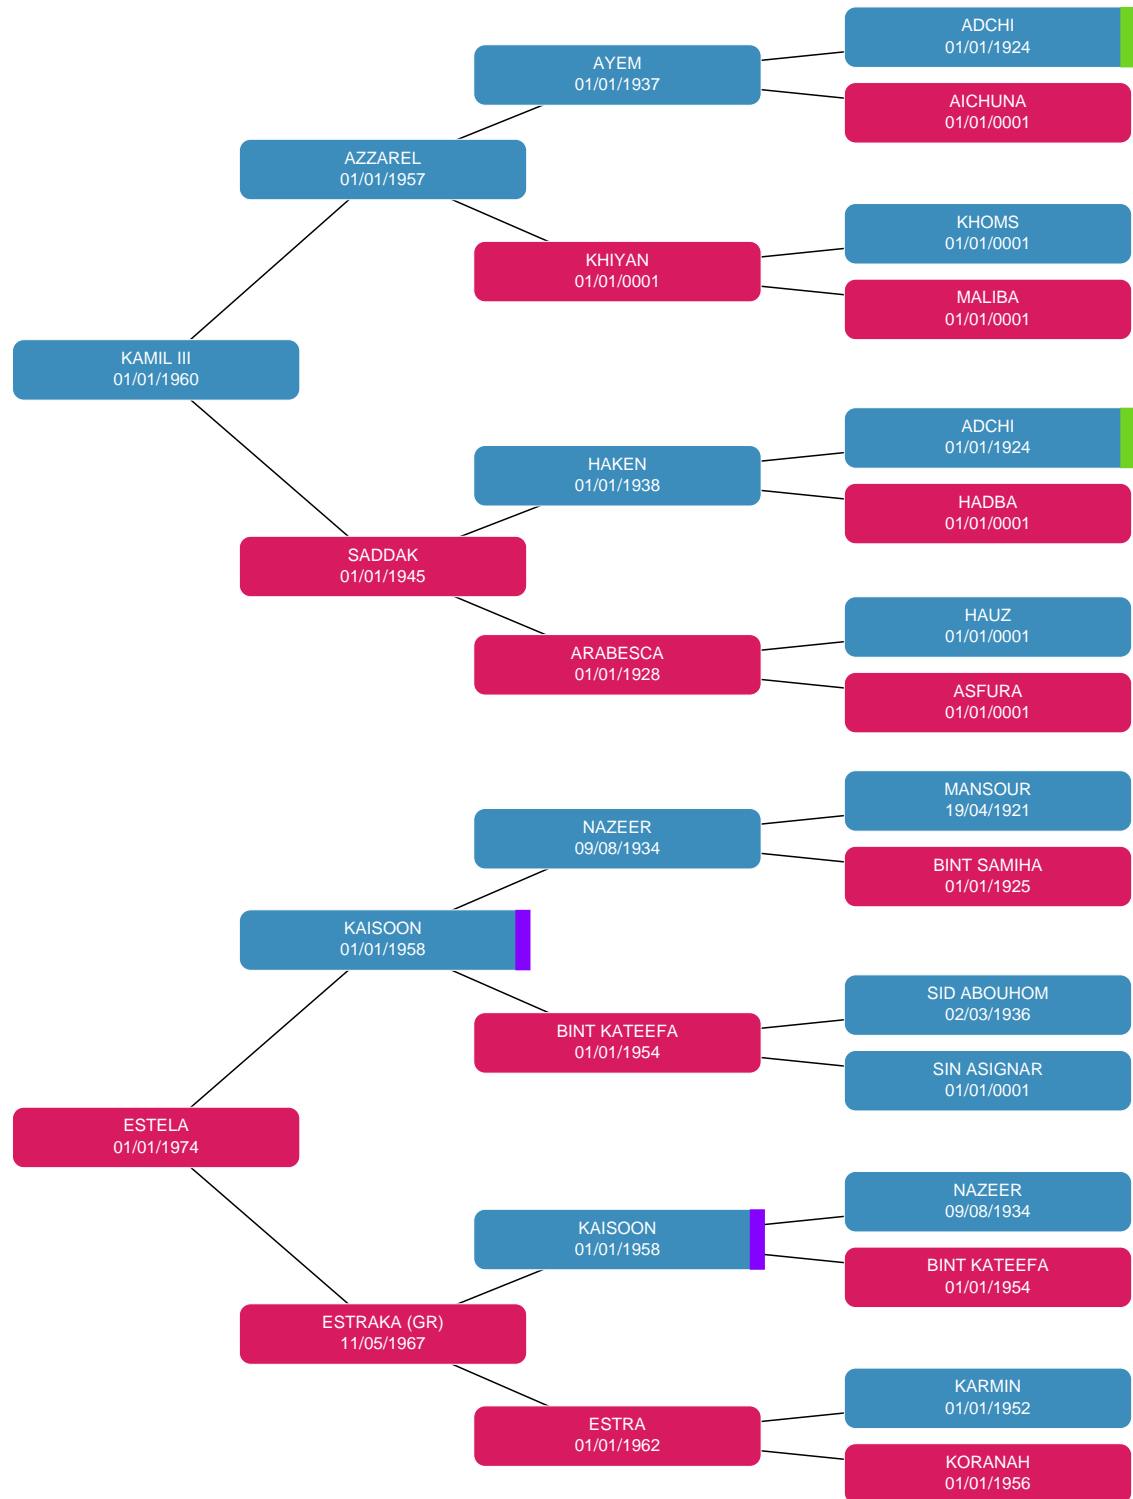 ADCHI
01/01/1924
AYEM
01/01/1937
AICHUNA
01/01/0001
AZZAREL
01/01/1957
KHOMS
01/01/0001
KHIYAN
01/01/0001
MALIBA
01/01/0001
KAMIL III
01/01/1960
ADCHI
01/01/1924
HAKEN
01/01/1938
HADBA
01/01/0001
SADDAK
01/01/1945
HAUZ
01/01/0001
ARABESCA
01/01/1928
ASFURA
01/01/0001
MANSOUR
19/04/1921
NAZEER
09/08/1934
BINT SAMIHA
01/01/1925
KAISOON
01/01/1958
SID ABOUHOM
02/03/1936
BINT KATEEFA
01/01/1954
SIN ASIGNAR
01/01/0001
ESTELA
01/01/1974
NAZEER
09/08/1934
KAISOON
01/01/1958
BINT KATEEFA
01/01/1954
ESTRAKA (GR)
11/05/1967
KARMIN
01/01/1952
ESTRA
01/01/1962
KORANAH
01/01/1956